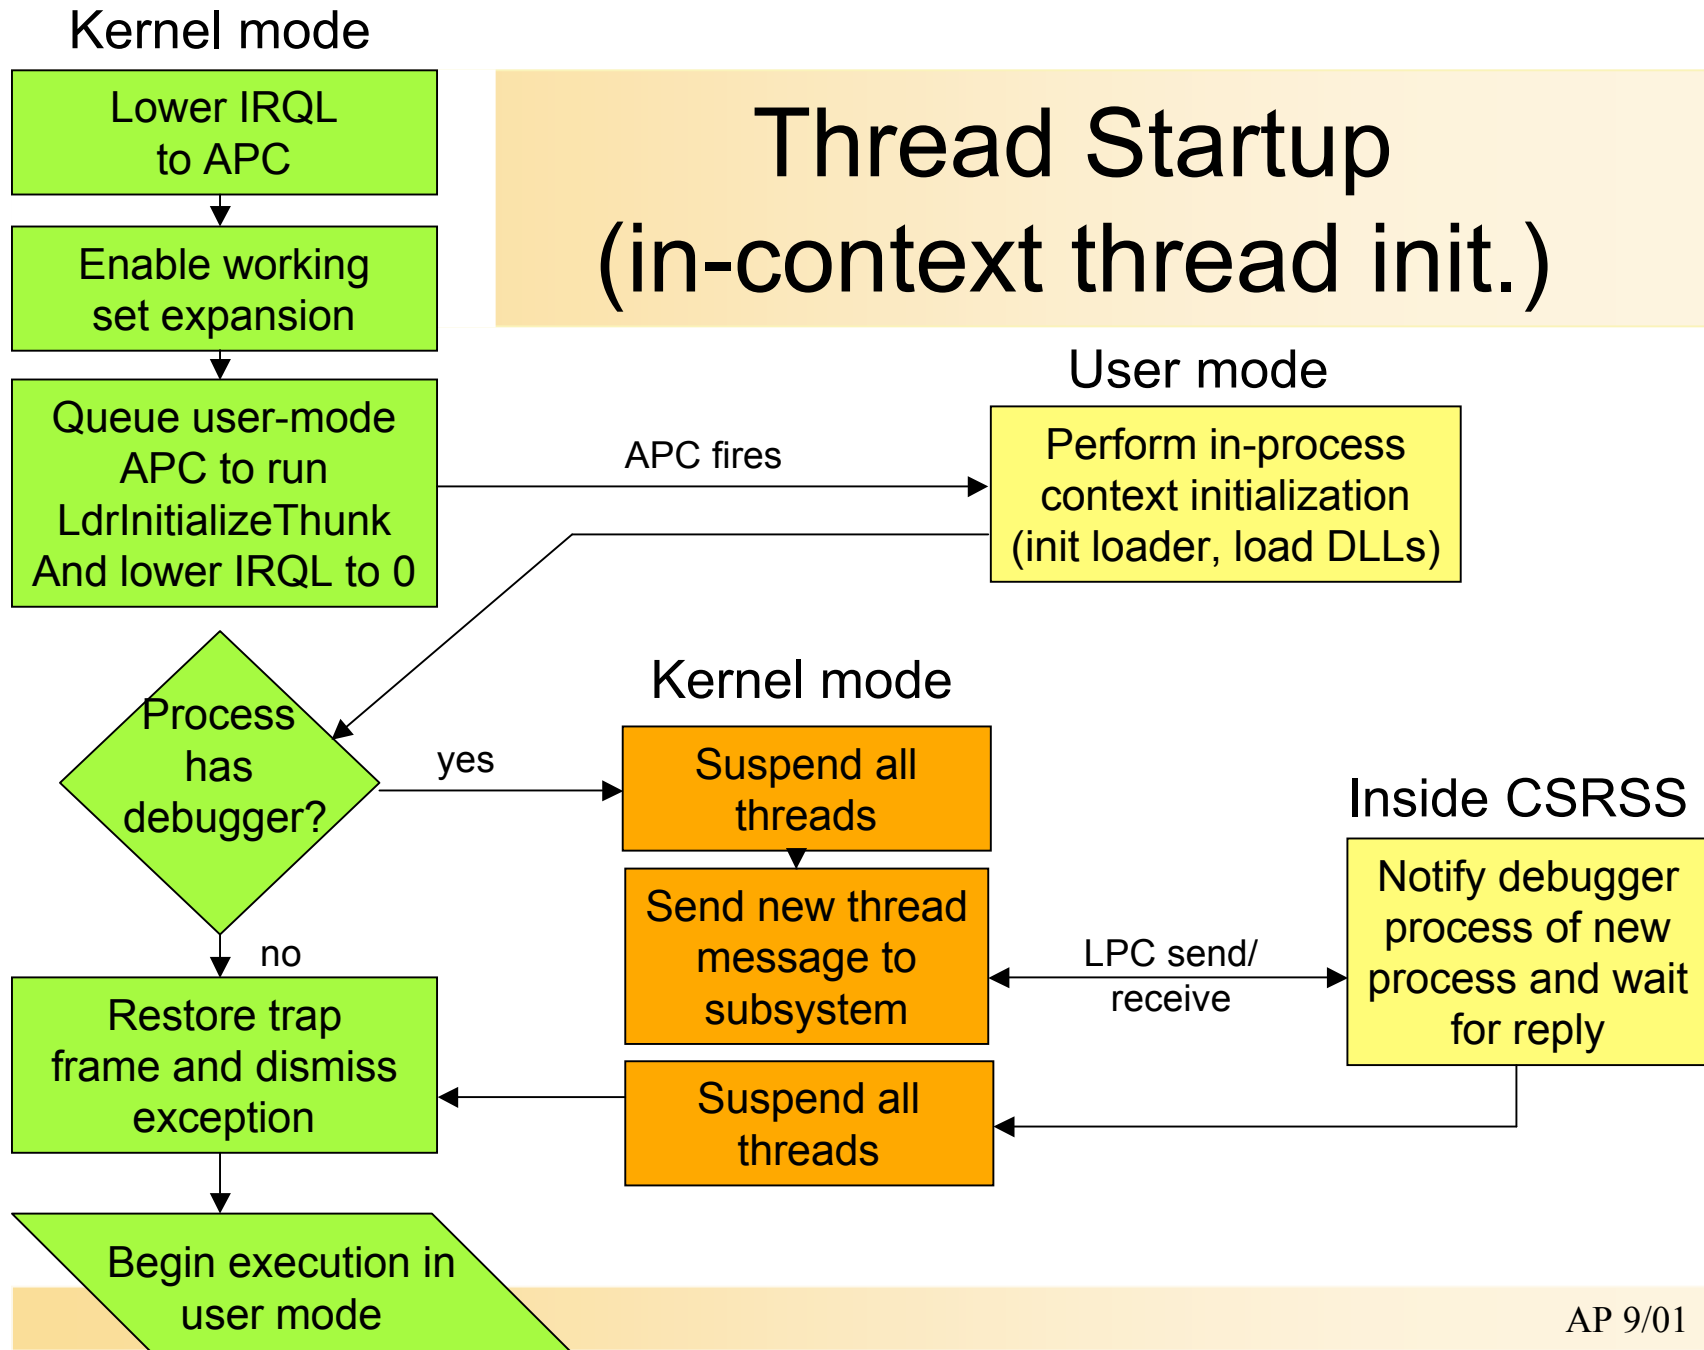 Kernel mode
Lower IRQL
to APC
Thread Startup
(in-context thread init.)
Enable working
set expansion
Queue user-mode
APC to run
LdrInitializeThunk
And lower IRQL to 0
APC fires
User mode
Perform in-process
context initialization
(init loader, load DLLs)
Process
has
debugger?
yes
no
Kernel mode
Suspend all
threads
Send new thread
message to
subsystem
LPC send/
receive
Inside CSRSS
Notify debugger
process of new
process and wait
for reply
Suspend all
threads
Restore trap
frame and dismiss
exception
Begin execution in
user mode
AP 9/01